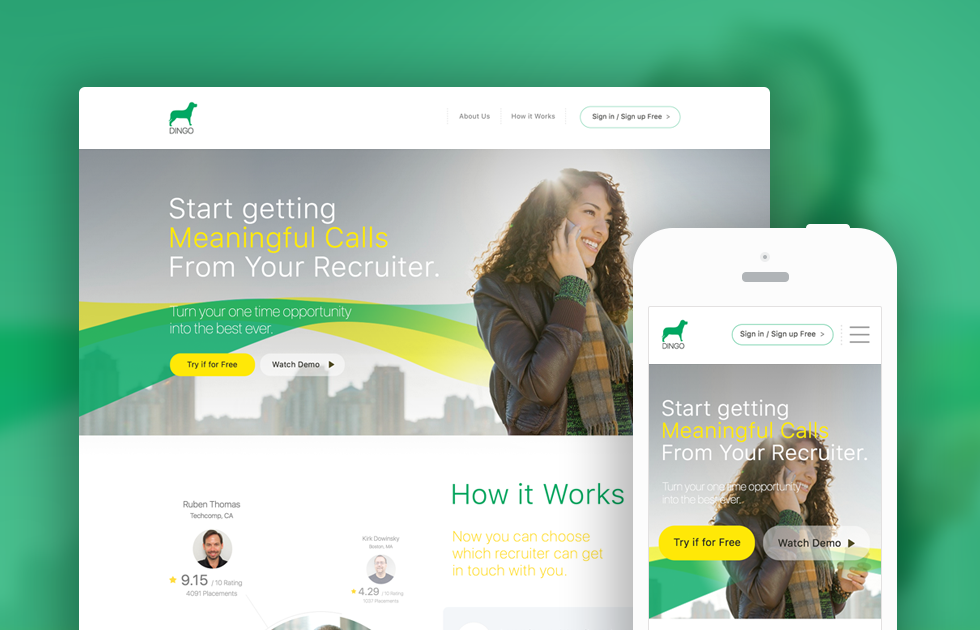 DINGO
About Us
How it Works
Sign in / Sign up Free >
Start getting
Meaningful Calls
From Your Recruiter.
Turn your one time opportunity
into the best ever.
Try if for Free
Watch Demo
How it Works
Now you can choose
which recruiter can get
in touch with you.
Ruben Thomas
Techcomp, CA
9.15 / 10 Rating
4091 Placements
Kirk Dowinsky
Boston, MA
4.29 / 10 Rating
1237 Placements
DINGO
Sign in / Sign up Free >
Start getting
Meaningful Calls
From Your Recruiter.
Turn your one time opportunity
into the best ever.
Try if for Free
Watch Demo